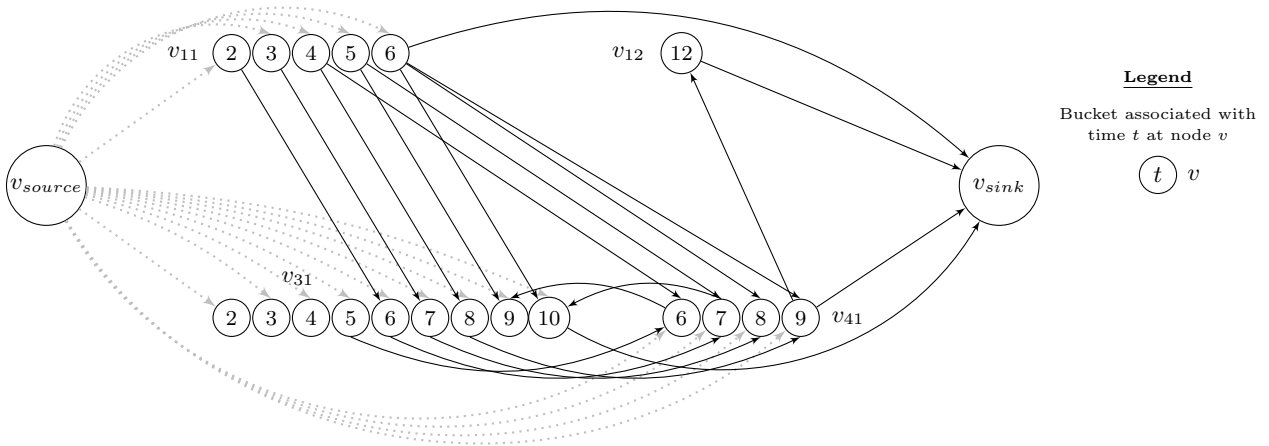 v₁₁ 2 3 4 5 6 v₁₂ 12
Legend
Bucket associated with
time t at node v
t v
v_source v_sink
v₃₁
2 3 4 5 6 7 8 9 10 6 7 8 9 v₄₁